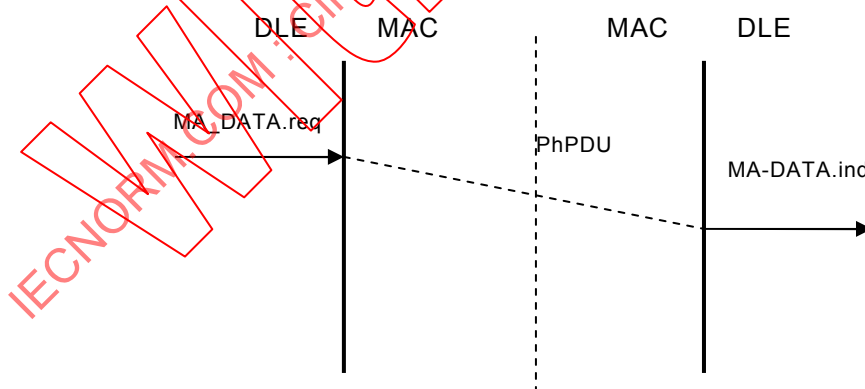 DLE MAC MAC DLE
MA_DATA.req
PhPDU
MA-DATA.ind
IECNORM.COM :